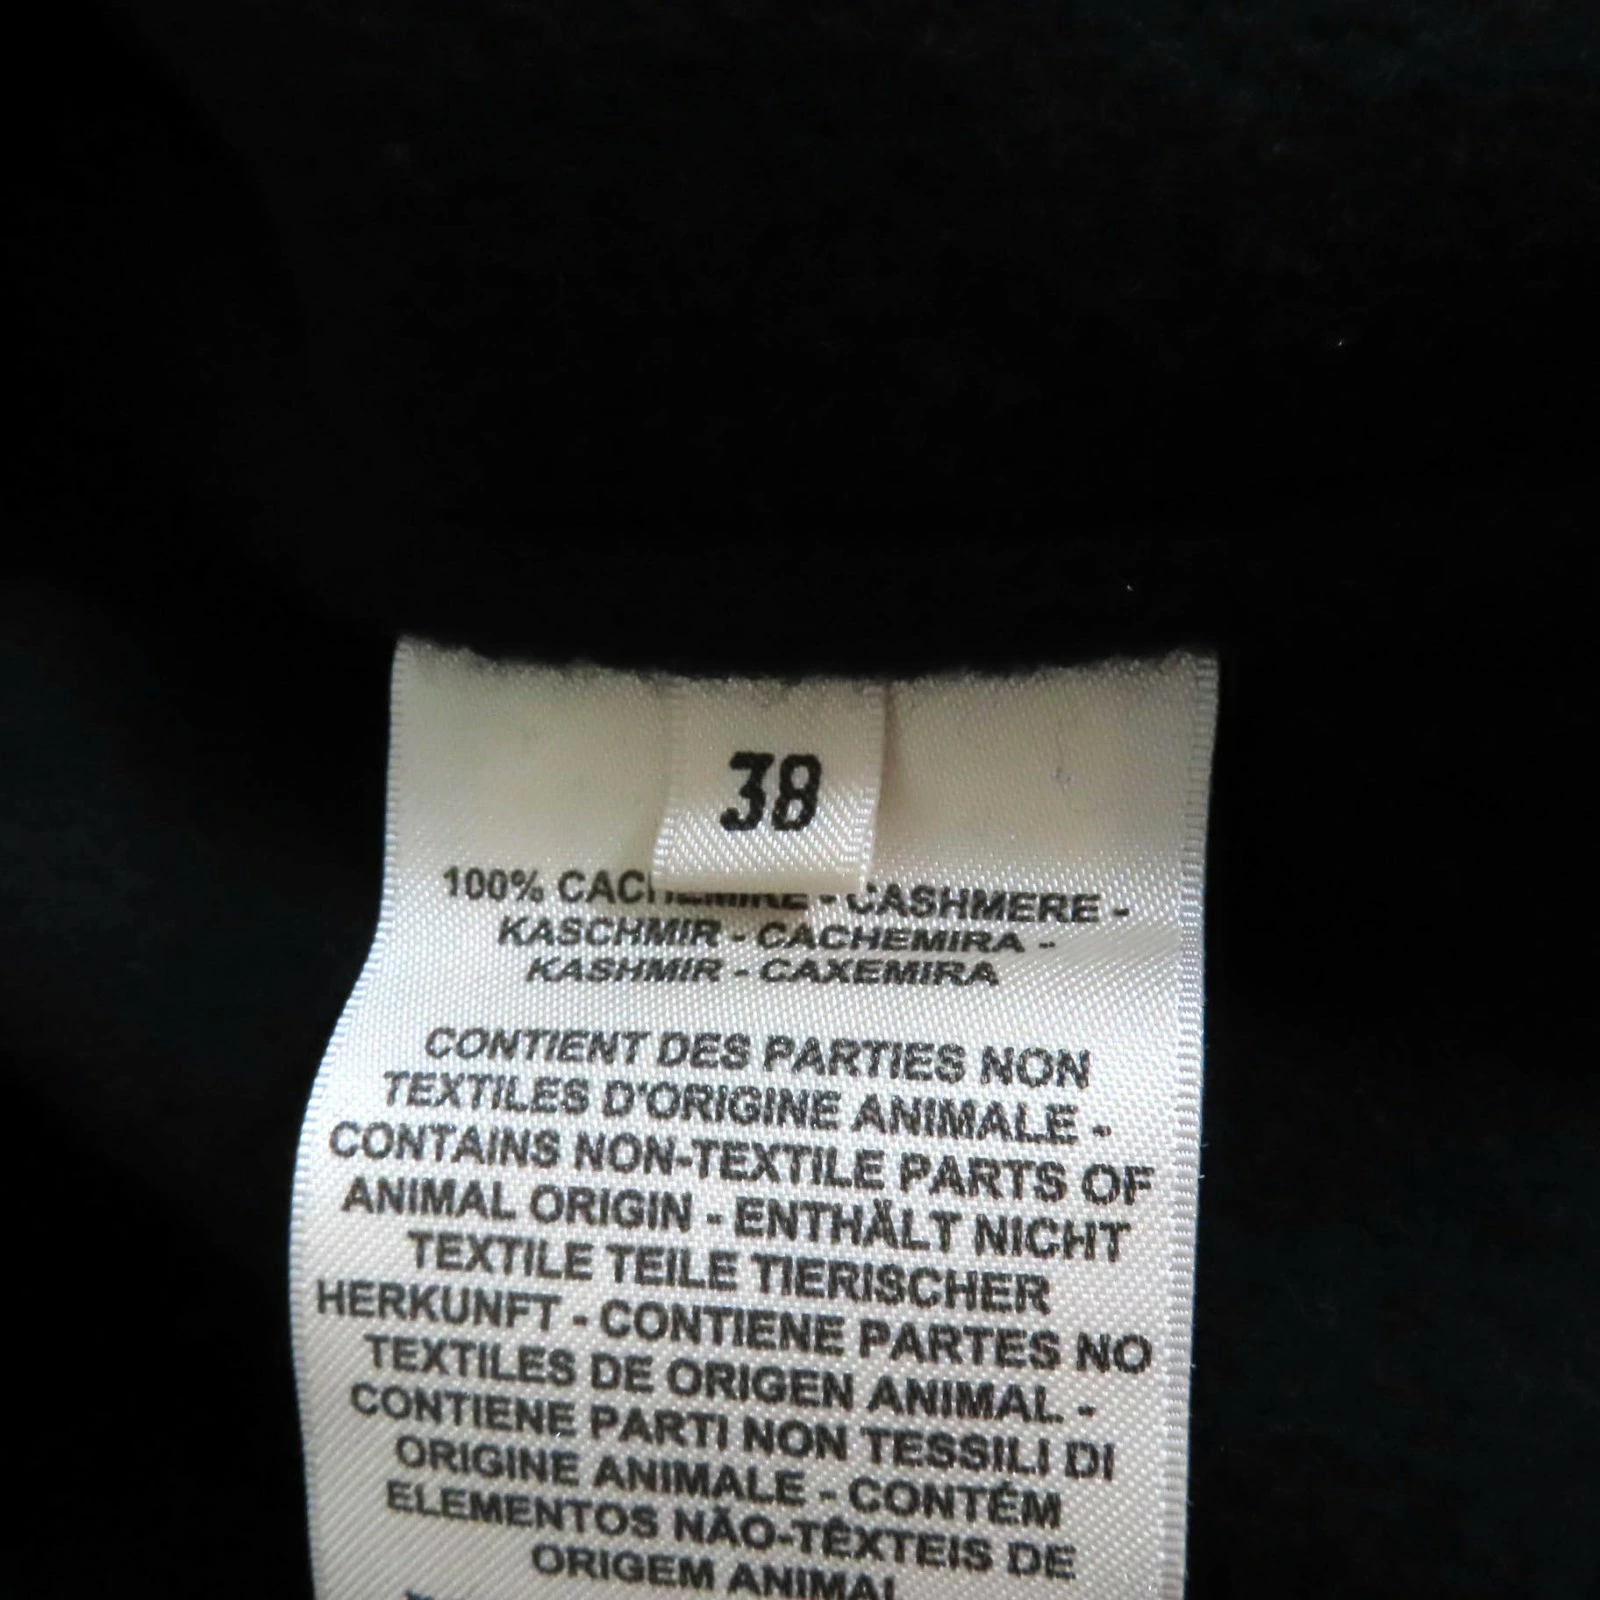 38
100% CACHEMIRE - CASHMERE -
KASCHMIR - CACHEMIRA -
KASHMIR - CAXEMIRA
CONTIENT DES PARTIES NON
TEXTILES D'ORIGINE ANIMALE -
CONTAINS NON-TEXTILE PARTS OF
ANIMAL ORIGIN - ENTHÄLT NICHT
TEXTILE TEILE TIERISCHER
HERKUNFT - CONTIENE PARTES NO
TEXTILES DE ORIGEN ANIMAL -
CONTIENE PARTI NON TESSILI DI
ORIGINE ANIMALE - CONTÉM
ELEMENTOS NÃO-TÊXTEIS DE
ORIGEM ANIMAL